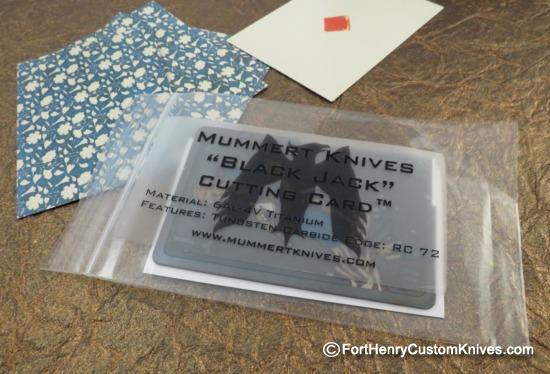 Mummert Knives
"Black Jack"
Cutting Card™
Material: 6AL-4V Titanium
Features: Tungsten Carbide-Edge: RC 72
www.mummertknives.com
©FortHenryCustomKnives.com